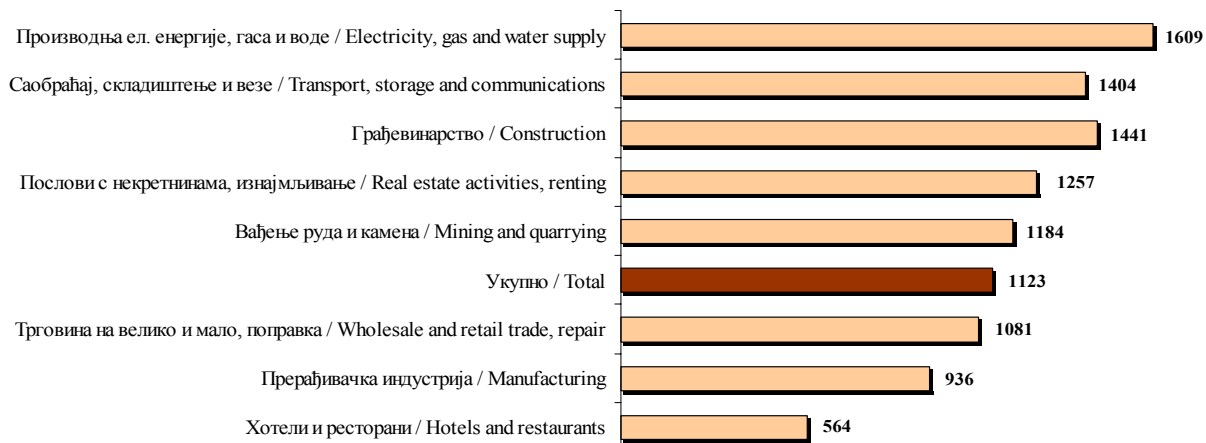 Производња ел. енергије, гаса и воде / Electricity, gas and water supply 1609
Саобраћај, складиштење и везе / Transport, storage and communications 1404
Грађевинарство / Construction 1441
Послови с некретнинама, изнајмљивање / Real estate activities, renting 1257
Вађење руда и камена / Mining and quarrying 1184
Укупно / Total 1123
Трговина на велико и мало, поправка / Wholesale and retail trade, repair 1081
Прерађивачка индустрија / Manufacturing 936
Хотели и ресторани / Hotels and restaurants 564